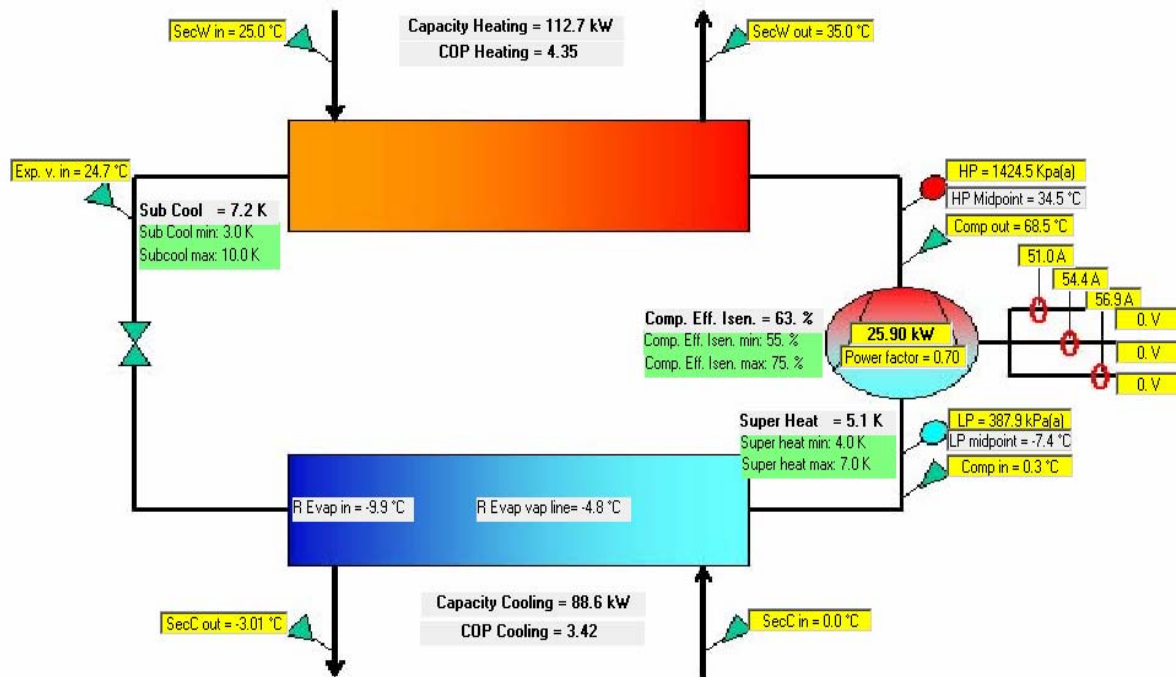 SecW in = 25.0 °C
Capacity Heating = 112.7 kW
COP Heating = 4.35
SecW out = 35.0 °C
Exp. v. in = 24.7 °C
Sub Cool = 7.2 K
Sub Cool min: 3.0 K
Subcool max: 10.0 K
HP = 1424.5 Kpa(a)
HP Midpoint = 34.5 °C
Comp out = 68.5 °C
51.0 A
54.4 A
56.9 A
0. V
0. V
0. V
Comp. Eff. Isen. = 63. %
Comp. Eff. Isen. min: 55. %
Comp. Eff. Isen. max: 75. %
25.90 kW
Power factor = 0.70
Super Heat = 5.1 K
Super heat min: 4.0 K
Super heat max: 7.0 K
LP = 387.9 kPa(a)
LP midpoint = -7.4 °C
Comp in = 0.3 °C
R Evap in = -9.9 °C
R Evap vap line= -4.8 °C
Capacity Cooling = 88.6 kW
COP Cooling = 3.42
SecC out = -3.01 °C
SecC in = 0.0 °C